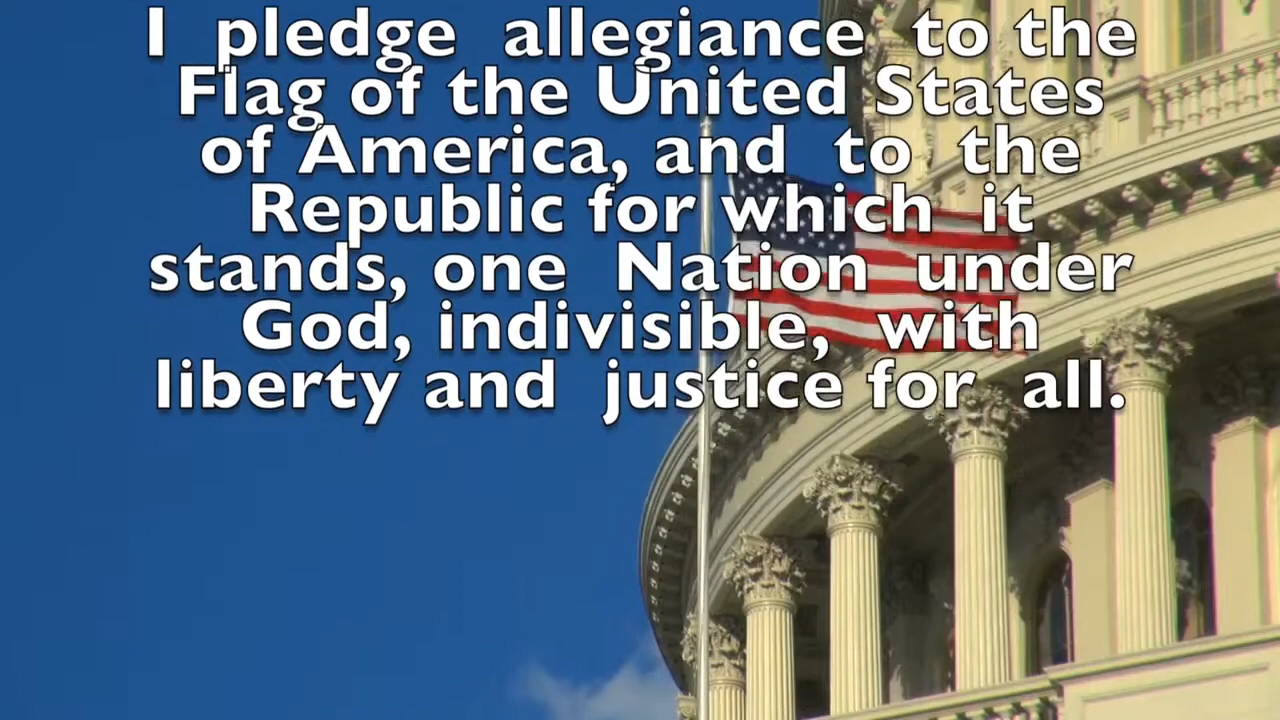 I pledge allegiance to the
Flag of the United States
of America, and to the
Republic for which it
stands, one Nation under
God, indivisible, with
liberty and justice for all.